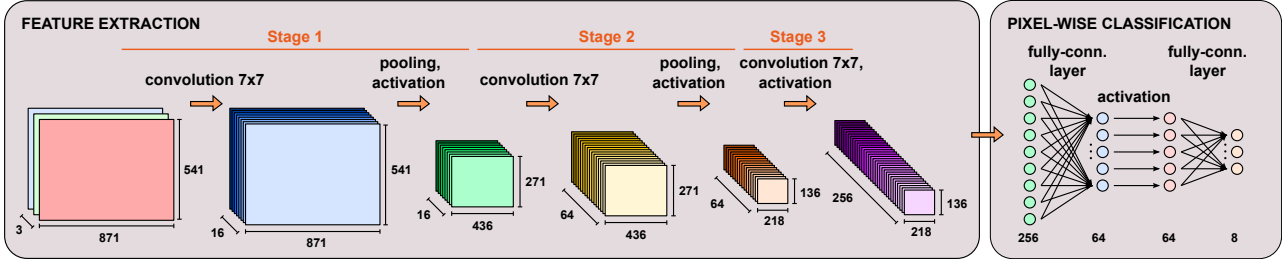 FEATURE EXTRACTION
Stage 1
Stage 2
Stage 3
convolution 7x7
pooling,
activation
convolution 7x7
pooling,
activation
convolution 7x7,
activation
3
871
541
16
871
541
16
436
271
64
436
271
64
218
136
256
218
136
PIXEL-WISE CLASSIFICATION
fully-conn.
layer
activation
fully-conn.
layer
256
64
64
8